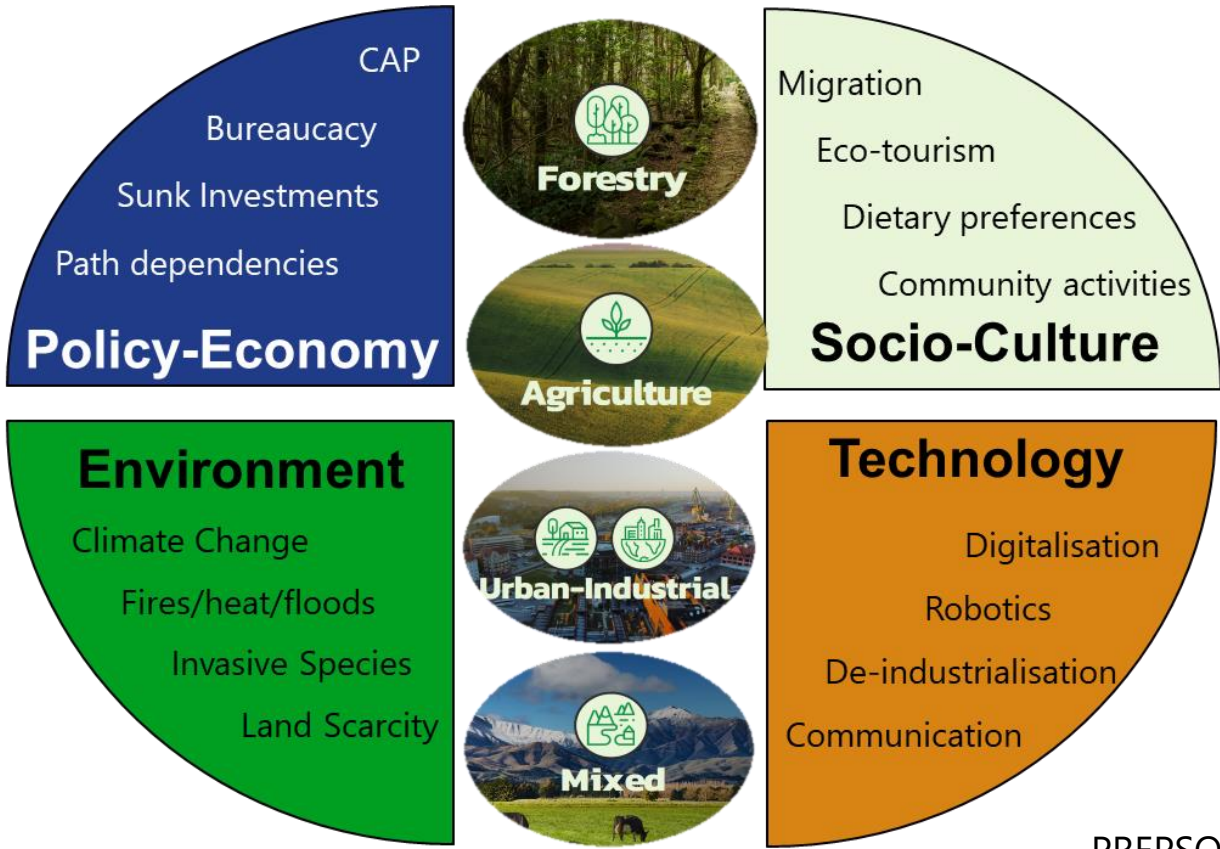 CAP
Bureaucacy
Sunk Investments
Path dependencies
Policy-Economy
Forestry
Agriculture
Urban-Industrial
Mixed
Migration
Eco-tourism
Dietary preferences
Community activities
Socio-Culture
Environment
Climate Change
Fires/heat/floods
Invasive Species
Land Scarcity
Technology
Digitalisation
Robotics
De-industrialisation
Communication